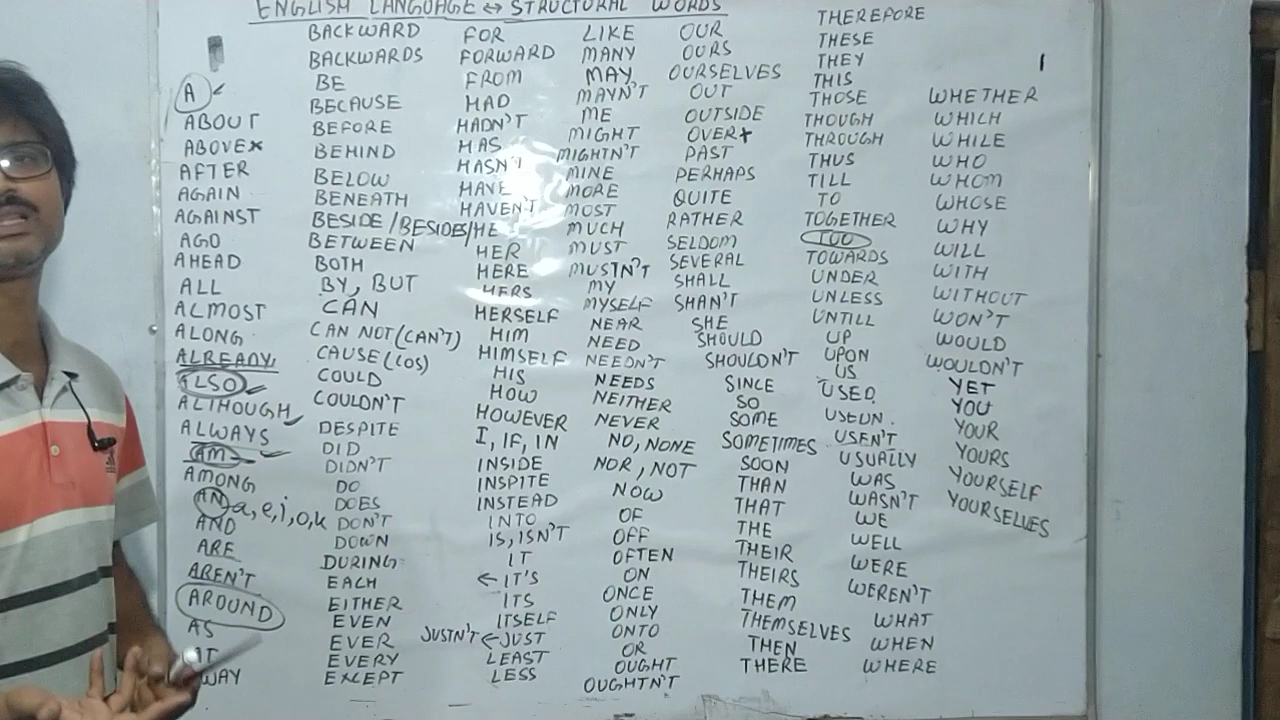 ENGLISH LANGUAGE ↔ STRUCTURAL WORDS
A ✓
ABOUT
ABOVE×
AFTER
AGAIN
AGAINST
AGO
AHEAD
ALL
ALMOST
ALONG
ALREADY,
ALSO
ALTHOUGH
ALWAYS
AM
AMONG
AN a, e, i, o, u
AND
ARE
AREN'T
AROUND
AS
AT
WAY
BACKWARD
BACKWARDS
BE
BECAUSE
BEFORE
BEHIND
BELOW
BENEATH
BESIDE/BESIDES/
BETWEEN
BOTH
BY, BUT
CAN
CAN NOT (CAN'T)
CAUSE (COS)
COULD
COULDN'T
DESPITE
DID
DIDN'T
DO
DOES
DON'T
DOWN
DURING
EACH
EITHER
EVEN
EVER
EVERY
EXCEPT
FOR
FORWARD
FROM
HAD
HADN'T
HAS
HASN'T
HAVE
HAVEN'T
HE
HER
HERE
HERS
HERSELF
HIM
HIMSELF
HIS
HOW
HOWEVER
I, IF, IN
INSIDE
INSPITE
INSTEAD
INTO
IS, ISN'T
IT
← IT'S
ITS
ITSELF
JUSTN'T ← JUST
LEAST
LESS
LIKE
MANY
MAY
MAYN'T
ME
MIGHT
MIGHTN'T
MINE
MORE
MOST
MUCH
MUST
MUSTN'T
MY
MYSELF
NEAR
NEED
NEEDN'T
NEEDS
NEITHER
NEVER
NO, NONE
NOR, NOT
NOW
OF
OFF
OFTEN
ON
ONCE
ONLY
ONTO
OR
OUGHT
OUGHTN'T
OUR
OURS
OURSELVES
OUT
OUTSIDE
OVER×
PAST
PERHAPS
QUITE
RATHER
SELDOM
SEVERAL
SHALL
SHAN'T
SHE
SHOULD
SHOULDN'T
SINCE
SO
SOME
SOMETIMES
SOON
THAN
THAT
THE
THEIR
THEIRS
THEM
THEMSELVES
THEN
THERE
THEREFORE
THESE
THEY
THIS
THOSE
THOUGH
THROUGH
THUS
TILL
TO
TOGETHER
TOO
TOWARDS
UNDER
UNLESS
UNTILL
UP
UPON
US
USED
USEN'T
USUALLY
WAS
WASN'T
WE
WELL
WERE
WEREN'T
WHAT
WHEN
WHERE
WHETHER
WHICH
WHILE
WHO
WHOM
WHOSE
WHY
WILL
WITH
WITHOUT
WON'T
WOULD
WOULDN'T
YET
YOU
YOUR
YOURS
YOURSELF
YOURSELVES